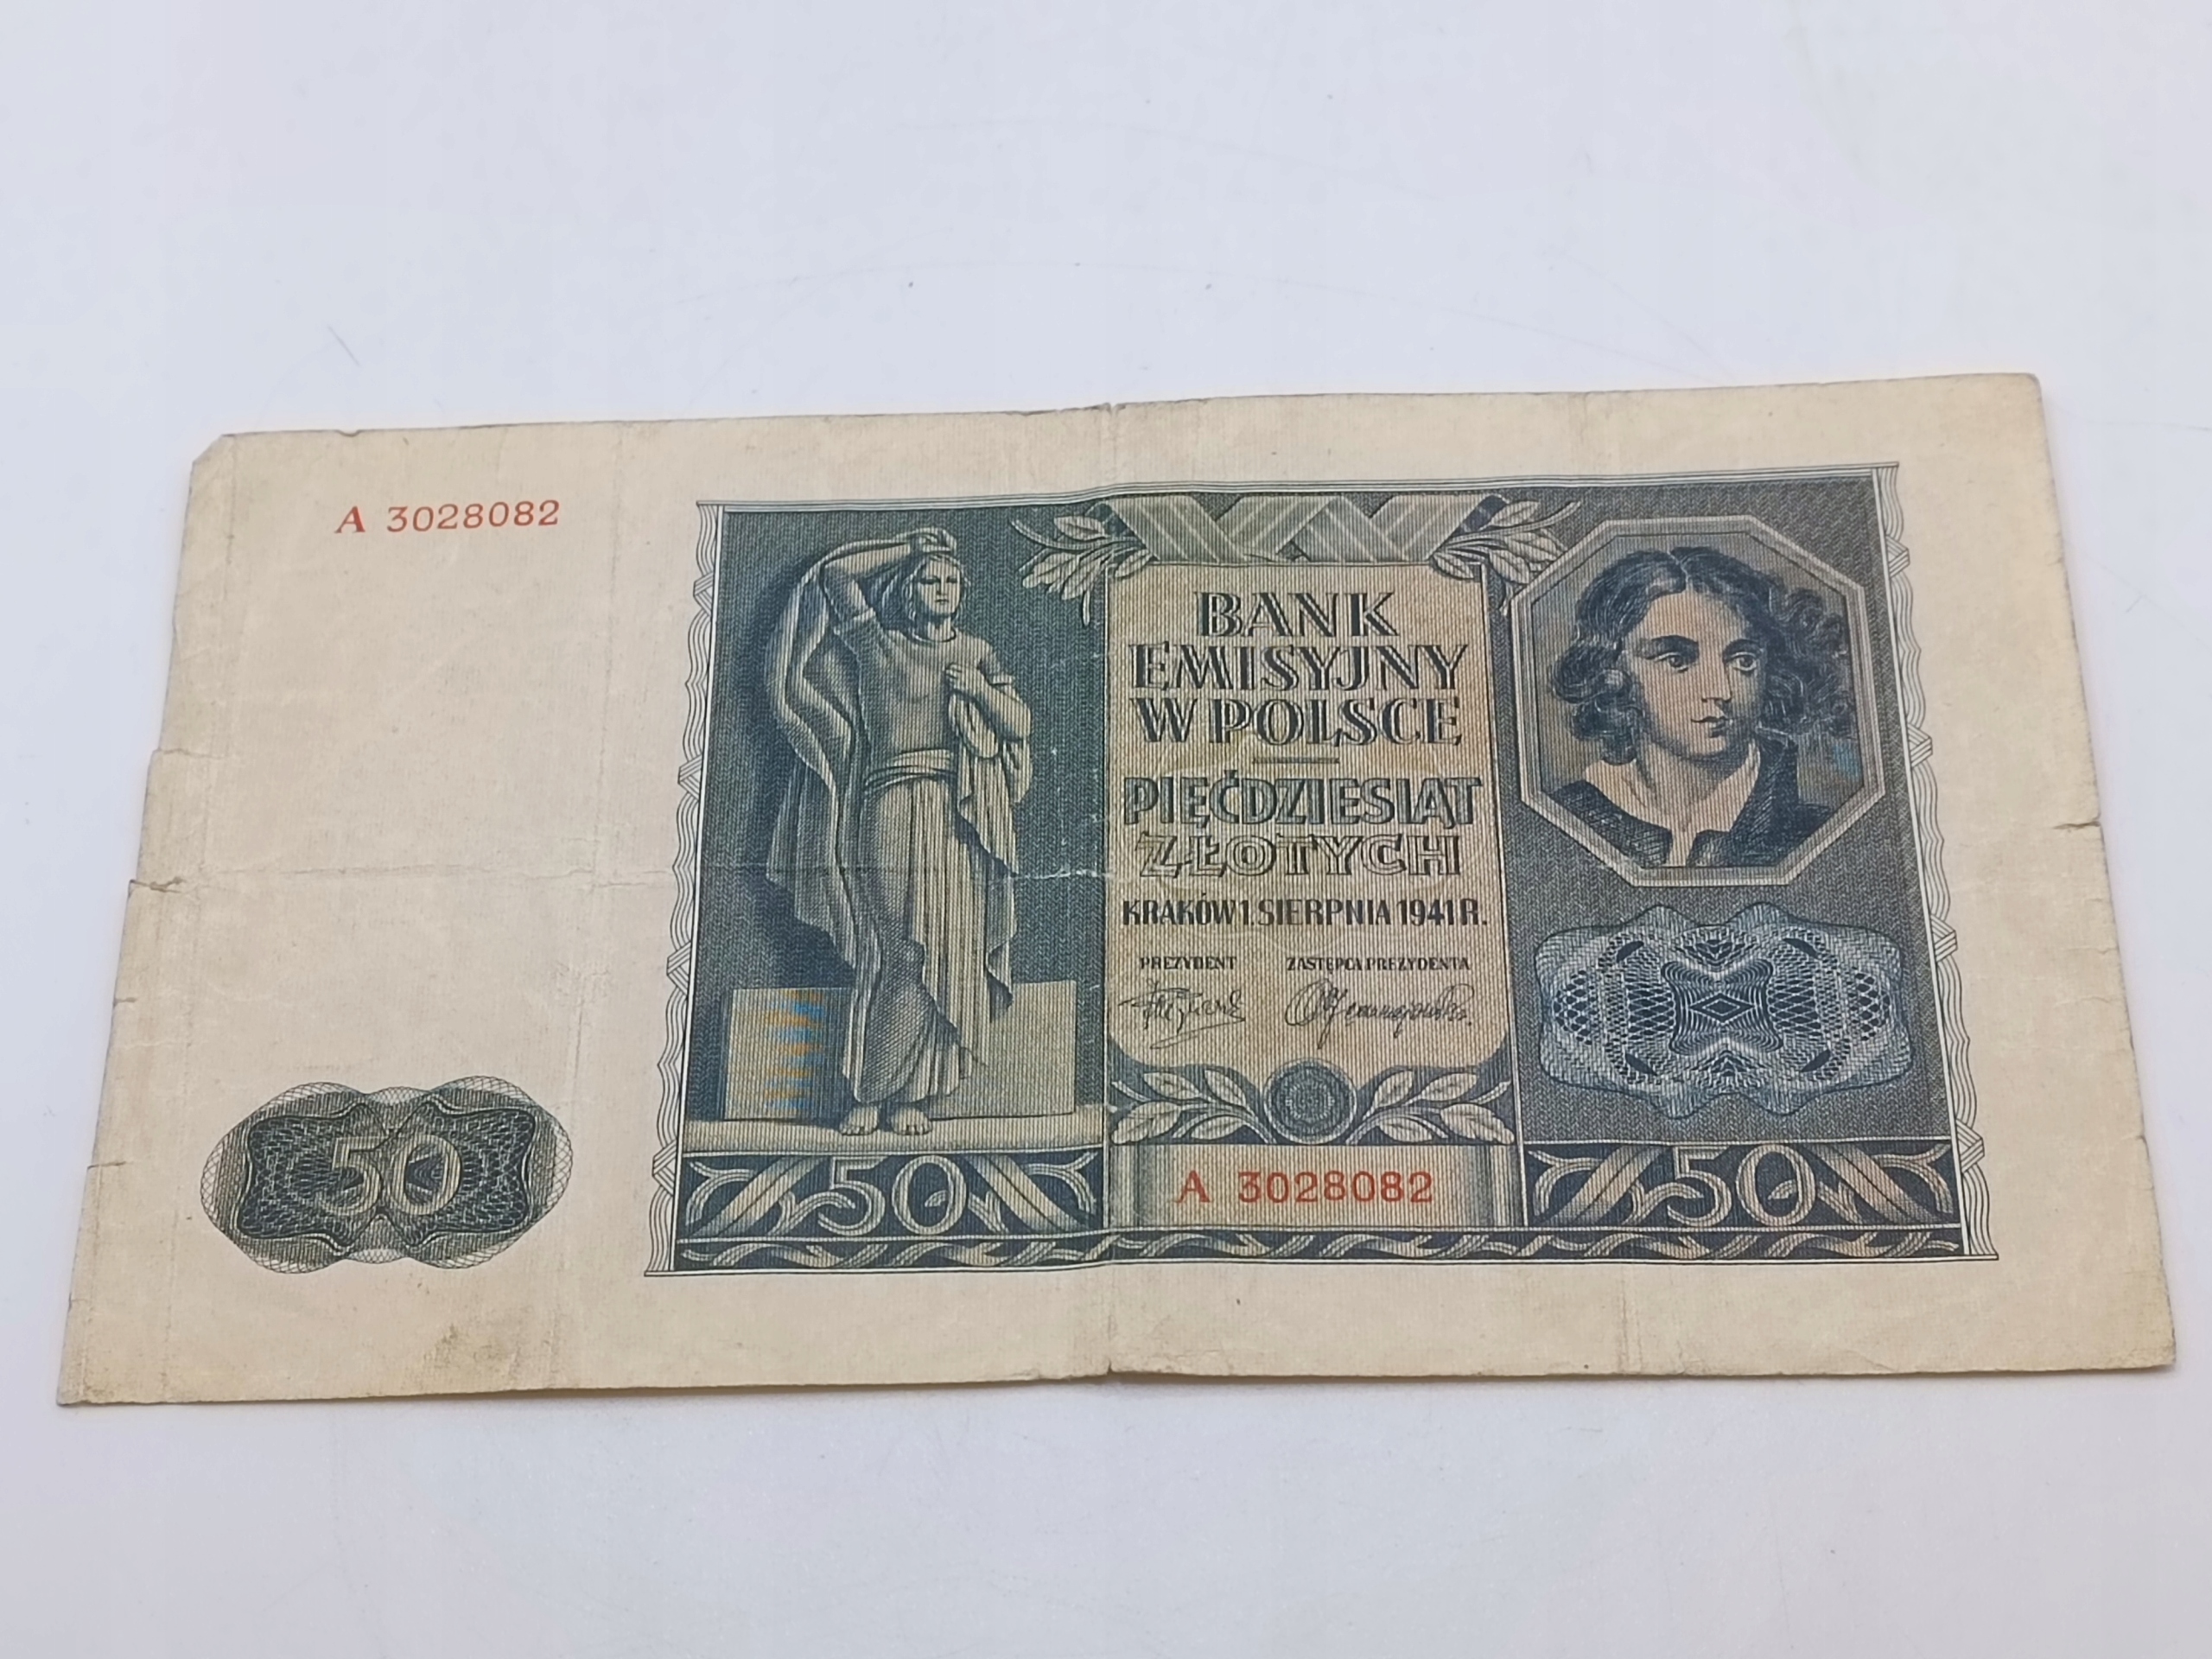 A 3028082
BANK
EMISYJNY
W POLSCE
PIĘĆDZIESIĄT
ZŁOTYCH
KRAKÓW 1. SIERPNIA 1941 R.
PREZYDENT ZASTĘPCA PREZYDENTA
50
50
A 3028082
50